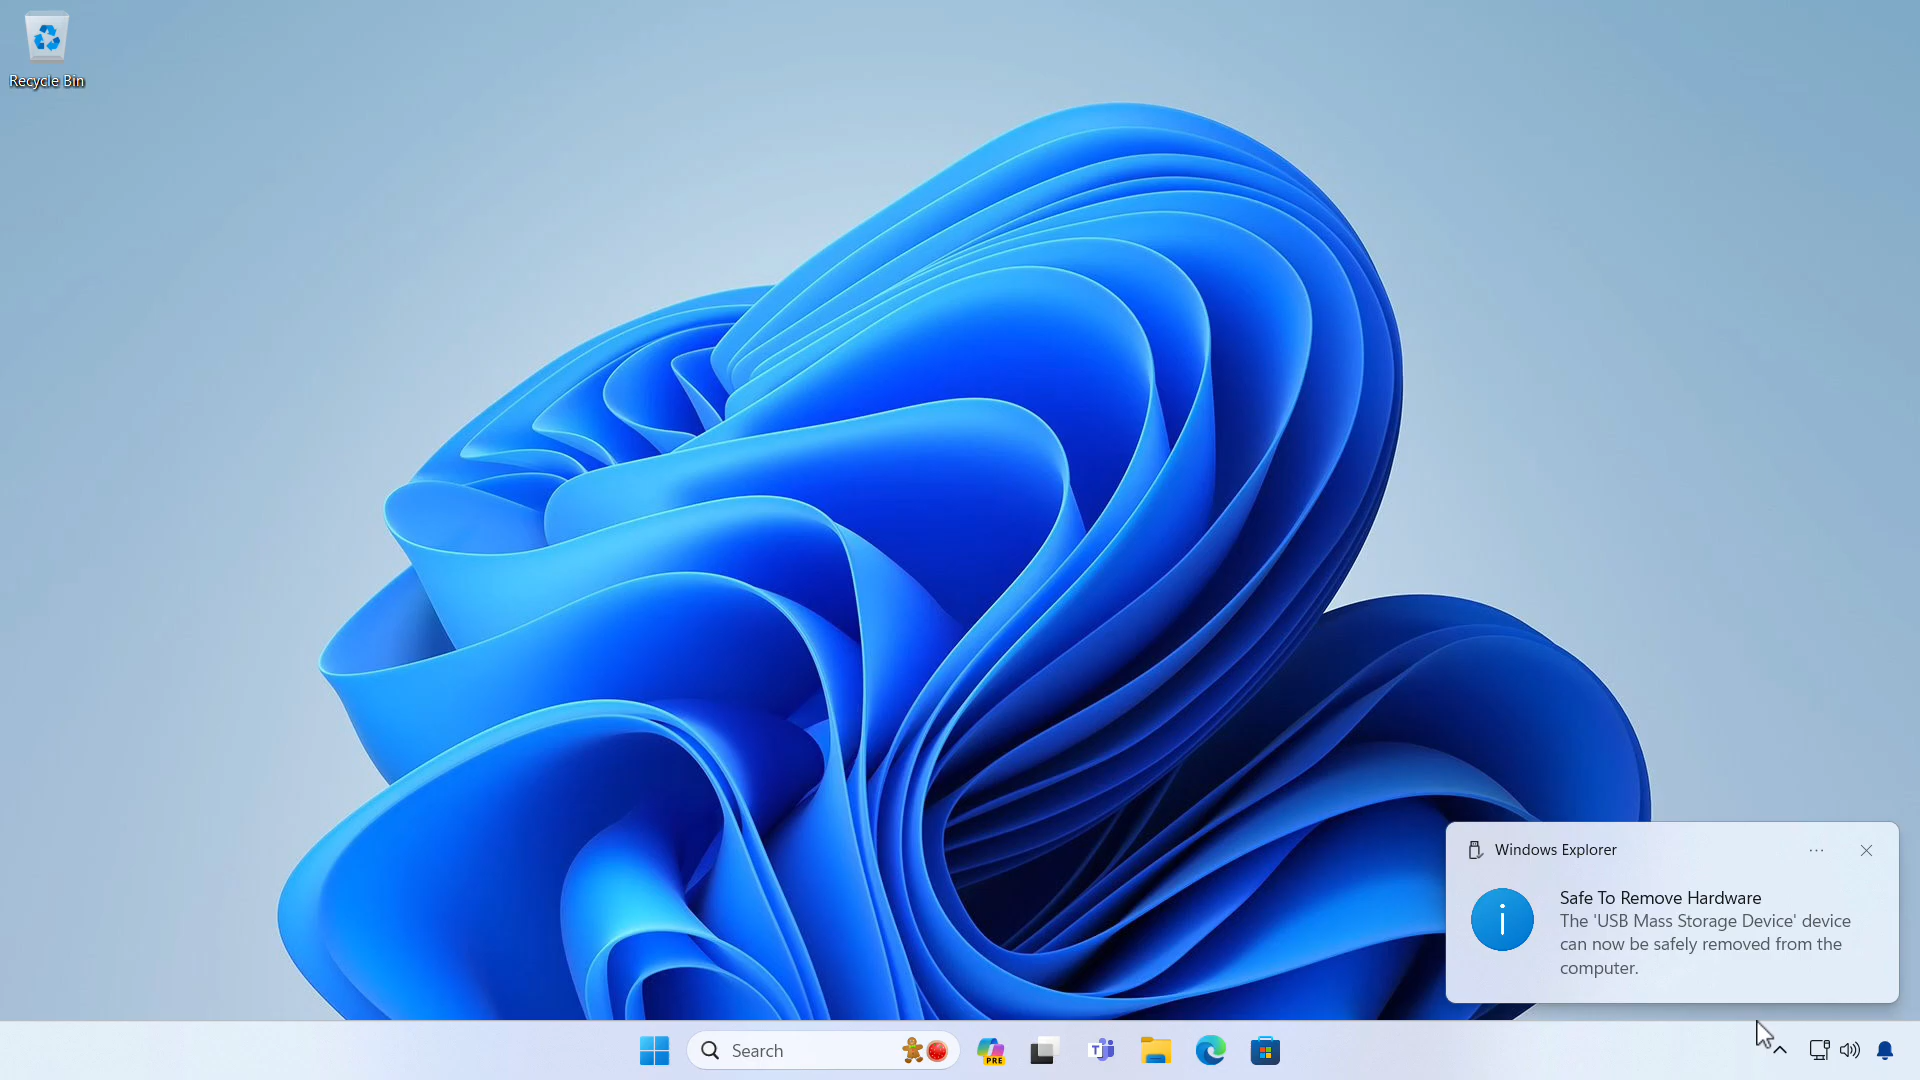 Recycle Bin
Windows Explorer
Safe To Remove Hardware
The 'USB Mass Storage Device' device
can now be safely removed from the
computer.
Search
PRE